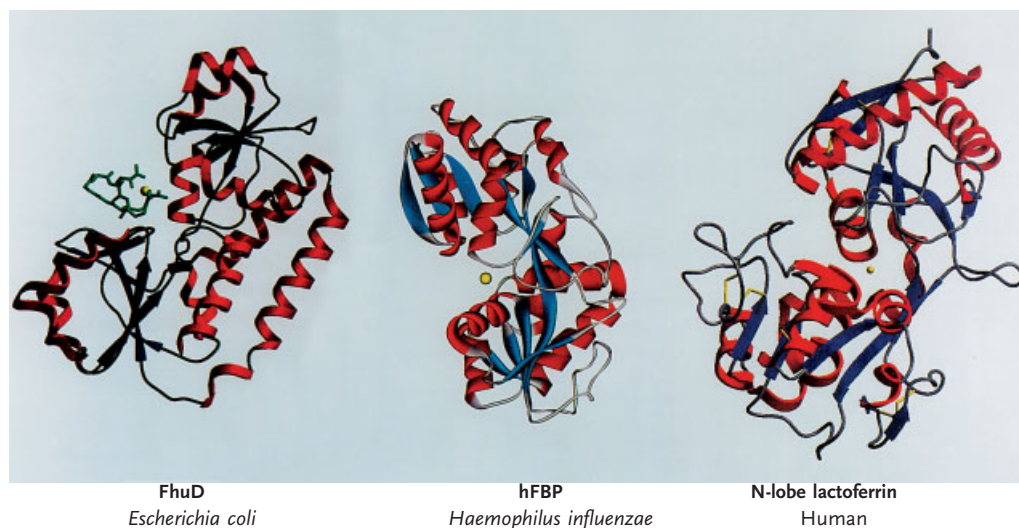 FhuD
Escherichia coli
hFBP
Haemophilus influenzae
N-lobe lactoferrin
Human